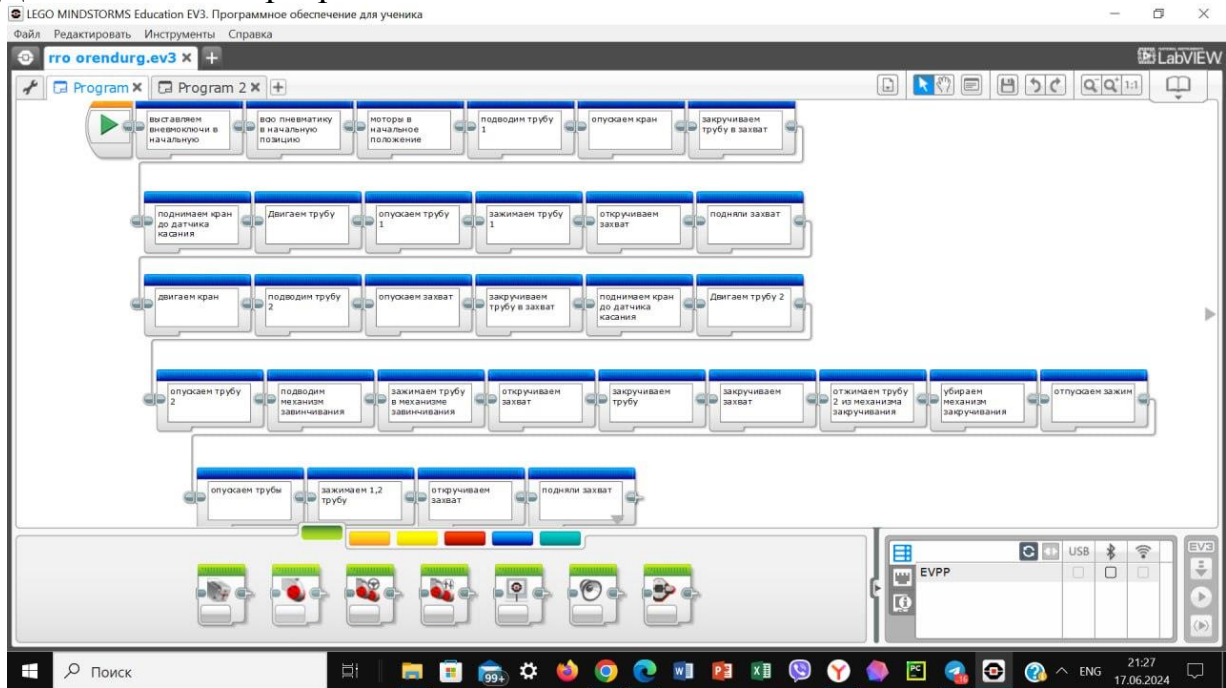 LEGO MINDSTORMS Education EV3. Программное обеспечение для ученика
Файл Редактировать Инструменты Справка
rro orendurg.ev3 × +
LabVIEW
Program × Program 2 × +
1:1
выставляем
вневмоключи в
начальную
всю пневматику
в начальную
позицию
моторы в
начальное
положение
подводим трубу
1
опускаем кран
закручиваем
трубу в захват
поднимаем кран
до датчика
касания
Двигаем трубу
опускаем трубу
1
зажимаем трубу
1
откручиваем
захват
подняли захват
двигаем кран
подводим трубу
2
опускаем захват
закручиваем
трубу в захват
поднимаем кран
до датчика
касания
Двигаем трубу 2
опускаем трубу
2
подводим
механизм
завинчивания
зажимаем трубу
в механизме
завинчивания
откручиваем
захват
закручиваем
трубу
закручиваем
захват
отжимаем трубу
2 из механизма
закручивания
убираем
механизм
закручивания
отпускаем зажим
опускаем трубы
зажимаем 1,2
трубу
откручиваем
захват
подняли захват
USB
EV3
EVPP
Поиск
99+
ENG
21:27
17.06.2024